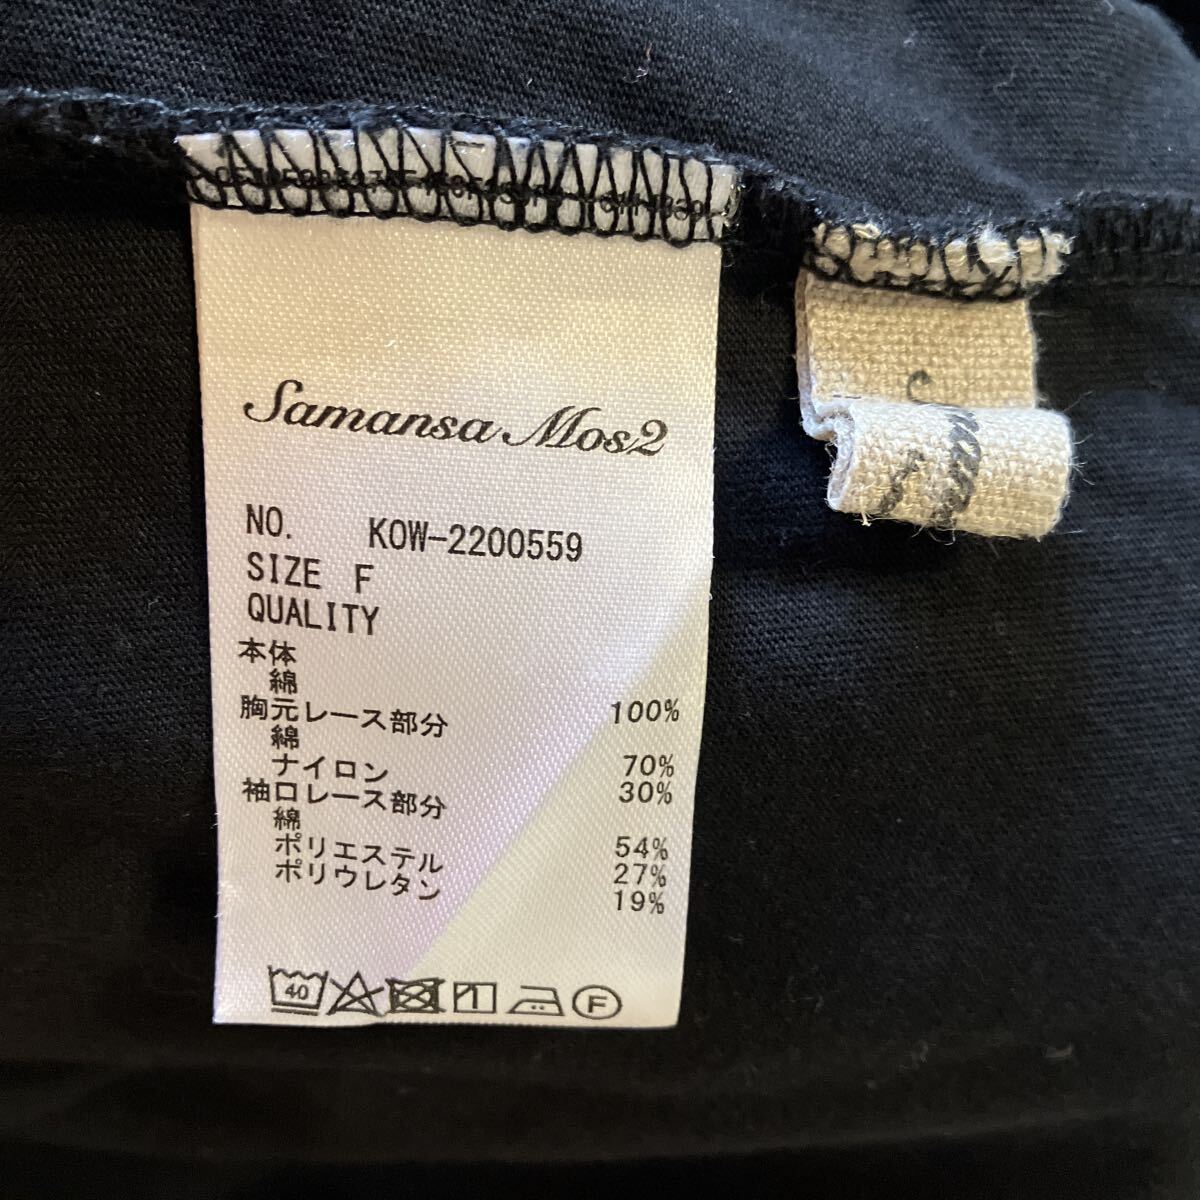 Samansa Mos2
NO. KOW-2200559
SIZE F
QUALITY
本体
綿 100%
胸元レース部分
綿 70%
ナイロン 30%
袖口レース部分
綿 54%
ポリエステル 27%
ポリウレタン 19%
40
F